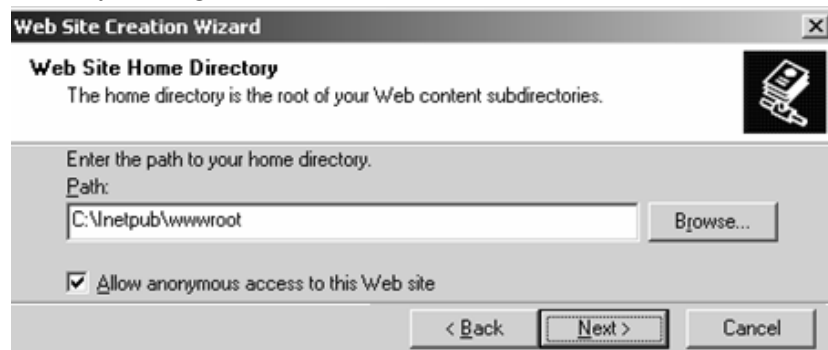 Web Site Creation Wizard
Web Site Home Directory
The home directory is the root of your Web content subdirectories.
Enter the path to your home directory.
Path:
C:\Inetpub\wwwroot
Browse...
Allow anonymous access to this Web site
< Back
Next >
Cancel